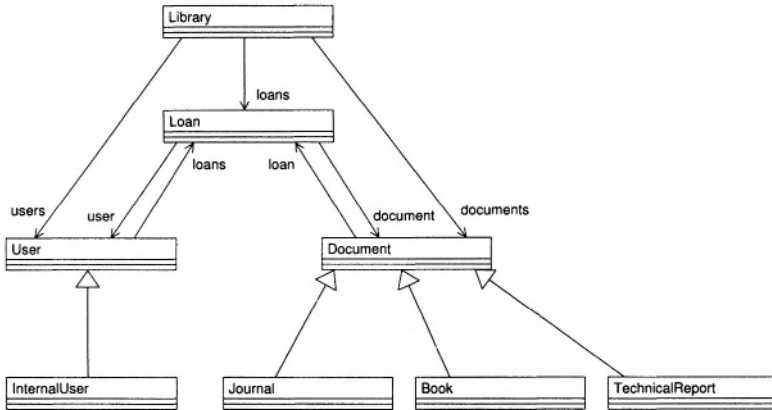 Library
loans
Loan
loans
loan
users
user
document
documents
User
Document
InternalUser
Journal
Book
TechnicalReport